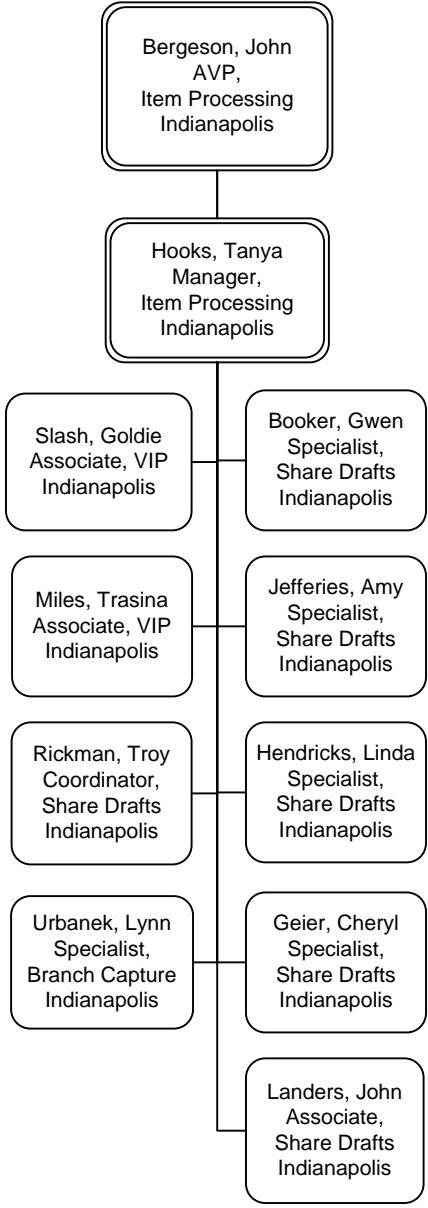 Bergeson, John
AVP,
Item Processing
Indianapolis
Hooks, Tanya
Manager,
Item Processing
Indianapolis
Slash, Goldie
Associate, VIP
Indianapolis
Booker, Gwen
Specialist,
Share Drafts
Indianapolis
Miles, Trasina
Associate, VIP
Indianapolis
Jefferies, Amy
Specialist,
Share Drafts
Indianapolis
Rickman, Troy
Coordinator,
Share Drafts
Indianapolis
Hendricks, Linda
Specialist,
Share Drafts
Indianapolis
Urbanek, Lynn
Specialist,
Branch Capture
Indianapolis
Geier, Cheryl
Specialist,
Share Drafts
Indianapolis
Landers, John
Associate,
Share Drafts
Indianapolis